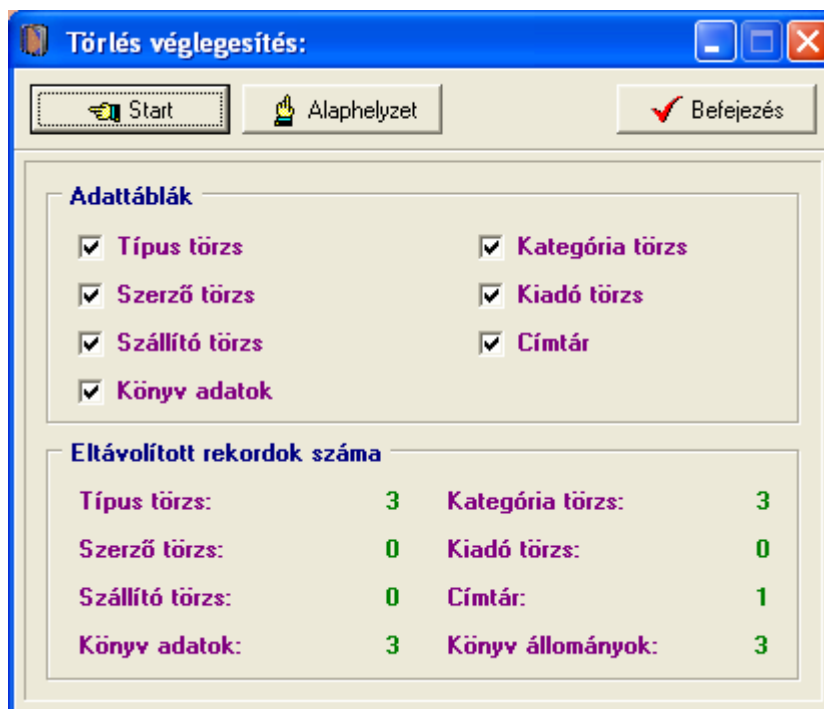 Törlés véglegesítés:
Start Alaphelyzet Befejezés
Adattáblák
Típus törzs Kategória törzs
Szerző törzs Kiadó törzs
Szállító törzs Címtár
Könyv adatok
Eltávolított rekordok száma
Típus törzs: 3 Kategória törzs: 3
Szerző törzs: 0 Kiadó törzs: 0
Szállító törzs: 0 Címtár: 1
Könyv adatok: 3 Könyv állományok: 3